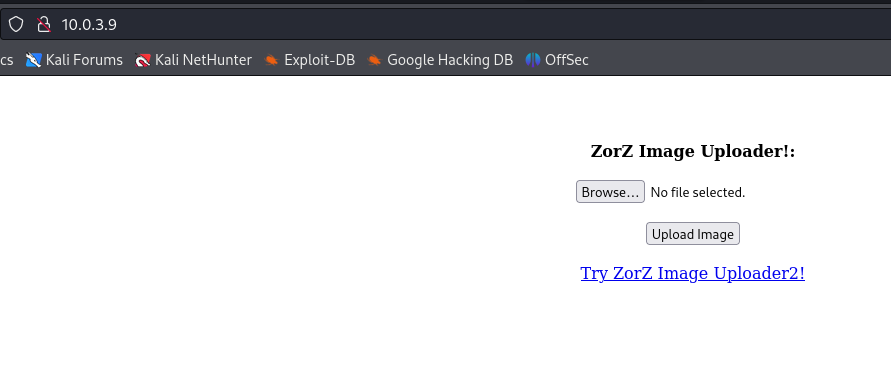 10.0.3.9
cs Kali Forums Kali NetHunter Exploit-DB Google Hacking DB OffSec
ZorZ Image Uploader!:
Browse... No file selected.
Upload Image
Try ZorZ Image Uploader2!